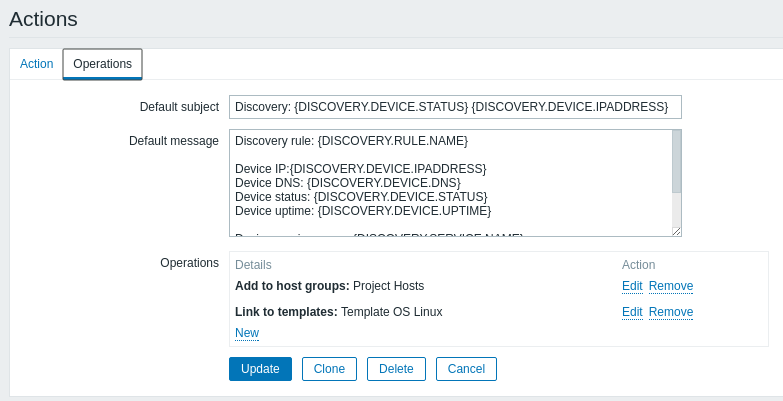 Actions
Action Operations
Default subject Discovery: {DISCOVERY.DEVICE.STATUS} {DISCOVERY.DEVICE.IPADDRESS}
Default message Discovery rule: {DISCOVERY.RULE.NAME}
Device IP:{DISCOVERY.DEVICE.IPADDRESS}
Device DNS: {DISCOVERY.DEVICE.DNS}
Device status: {DISCOVERY.DEVICE.STATUS}
Device uptime: {DISCOVERY.DEVICE.UPTIME}
Operations Details Action
Add to host groups: Project Hosts Edit Remove
Link to templates: Template OS Linux Edit Remove
New
Update Clone Delete Cancel